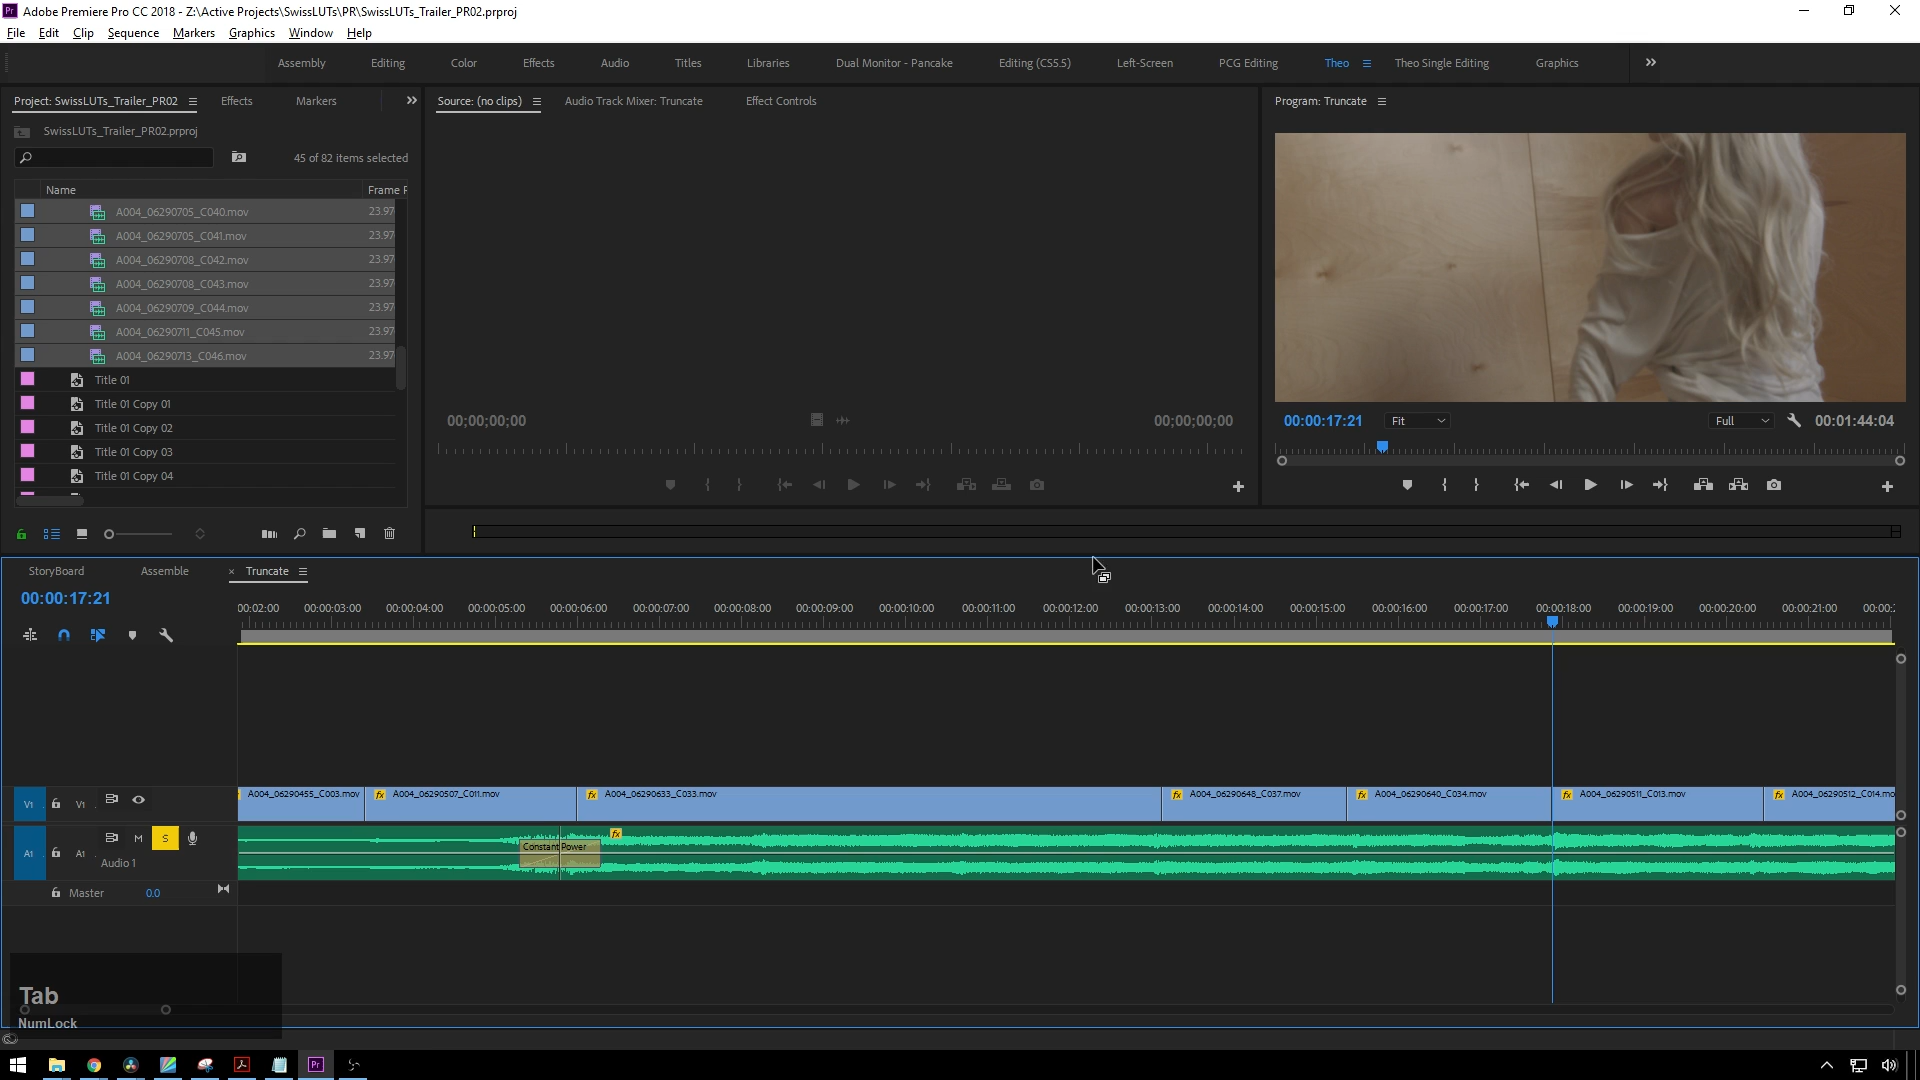 Adobe Premiere Pro CC 2018 - Z:\Active Projects\SwissLUTs\PR\SwissLUTs_Trailer_PR02.prproj
File Edit Clip Sequence Markers Graphics Window Help
Assembly Editing Color Effects Audio Titles Libraries Dual Monitor - Pancake Editing (CS5.5) Left-Screen PCG Editing Theo Theo Single Editing Graphics
Project: SwissLUTs_Trailer_PR02 Effects Markers
Source: (no clips) Audio Track Mixer: Truncate Effect Controls
Program: Truncate
SwissLUTs_Trailer_PR02.prproj
45 of 82 items selected
Name Frame F
A004_06290705_C040.mov 23.97
A004_06290705_C041.mov 23.97
A004_06290708_C042.mov 23.97
A004_06290708_C043.mov 23.97
A004_06290709_C044.mov 23.97
A004_06290711_C045.mov 23.97
A004_06290713_C046.mov 23.97
Title 01
Title 01 Copy 01
Title 01 Copy 02
Title 01 Copy 03
Title 01 Copy 04
00;00;00;00 00;00;00;00
00:00:17:21 Fit Full 00:01:44:04
StoryBoard Assemble × Truncate
00:00:17:21
00:02:00 00:00:03:00 00:00:04:00 00:00:05:00 00:00:06:00 00:00:07:00 00:00:08:00 00:00:09:00 00:00:10:00 00:00:11:00 00:00:12:00 00:00:13:00 00:00:14:00 00:00:15:00 00:00:16:00 00:00:17:00 00:00:18:00 00:00:19:00 00:00:20:00 00:00:21:00 00:00:2
V1 V1
A004_06290455_C003.mov fx A004_06290507_C011.mov fx A004_06290633_C033.mov fx A004_06290648_C037.mov fx A004_06290640_C034.mov fx A004_06290511_C013.mov fx A004_06290512_C014.mo
A1 A1 M S
Audio 1
fx
Constant Power
Master 0.0
Tab
NumLock
Pr